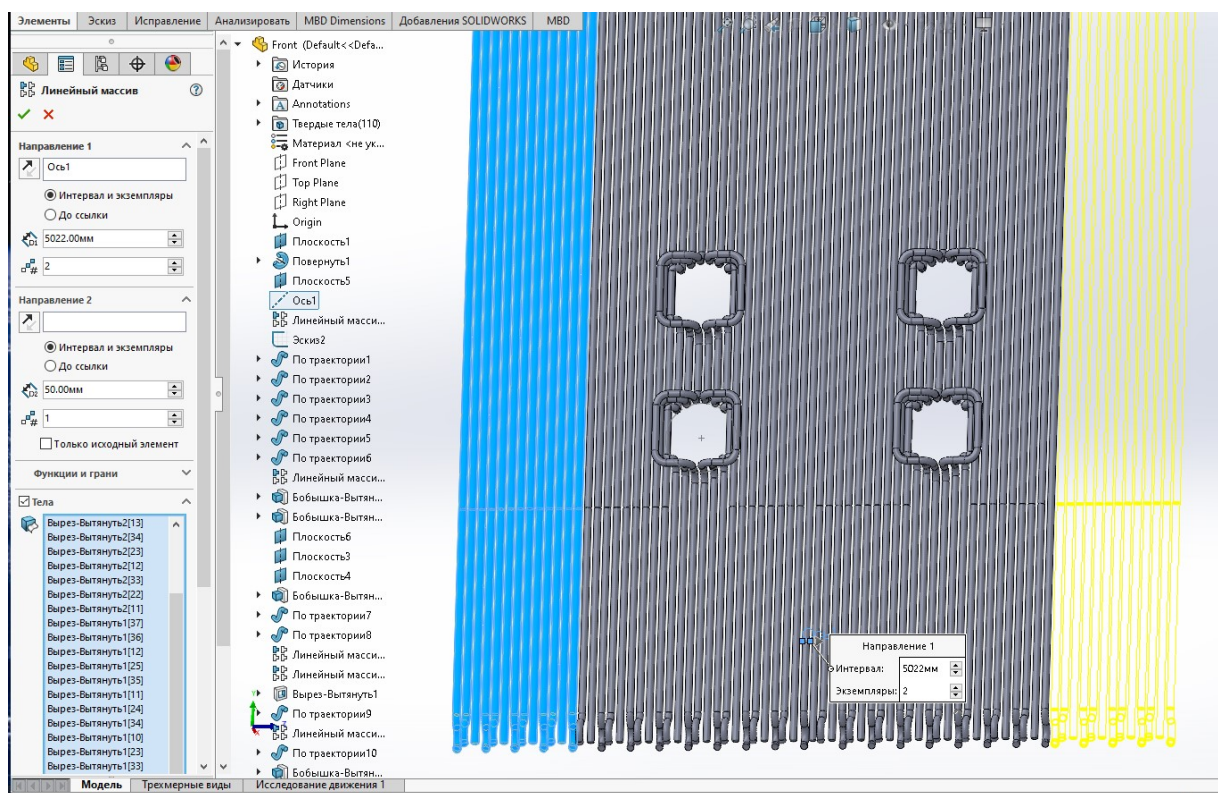 Элементы Эскиз Исправление Анализировать MBD Dimensions Добавления SOLIDWORKS MBD
Линейный массив
Направление 1
Ось1
Интервал и экземпляры
До ссылки
D1 5022.00мм
# 2
Направление 2
Интервал и экземпляры
До ссылки
D2 50.00мм
# 1
Только исходный элемент
Функции и грани
Тела
Вырез-Вытянуть2[13]
Вырез-Вытянуть2[34]
Вырез-Вытянуть2[23]
Вырез-Вытянуть2[12]
Вырез-Вытянуть2[33]
Вырез-Вытянуть2[22]
Вырез-Вытянуть2[11]
Вырез-Вытянуть1[37]
Вырез-Вытянуть1[36]
Вырез-Вытянуть1[12]
Вырез-Вытянуть1[25]
Вырез-Вытянуть1[35]
Вырез-Вытянуть1[11]
Вырез-Вытянуть1[24]
Вырез-Вытянуть1[34]
Вырез-Вытянуть1[10]
Вырез-Вытянуть1[23]
Вырез-Вытянуть1[33]
Front (Default<<Defa...
История
Датчики
Annotations
Твердые тела(110)
Материал <не ук...
Front Plane
Top Plane
Right Plane
Origin
Плоскость1
Повернуть1
Плоскость5
Ось1
Линейный масси...
Эскиз2
По траектории1
По траектории2
По траектории3
По траектории4
По траектории5
По траектории6
Линейный масси...
Бобышка-Вытян...
Бобышка-Вытян...
Плоскость6
Плоскость3
Плоскость4
Бобышка-Вытян...
По траектории7
По траектории8
Линейный масси...
Линейный масси...
Вырез-Вытянуть1
По траектории9
Линейный масси...
По траектории10
Бобышка-Вытян...
Направление 1
Интервал: 5022мм
Экземпляры: 2
Модель Трехмерные виды Исследование движения 1